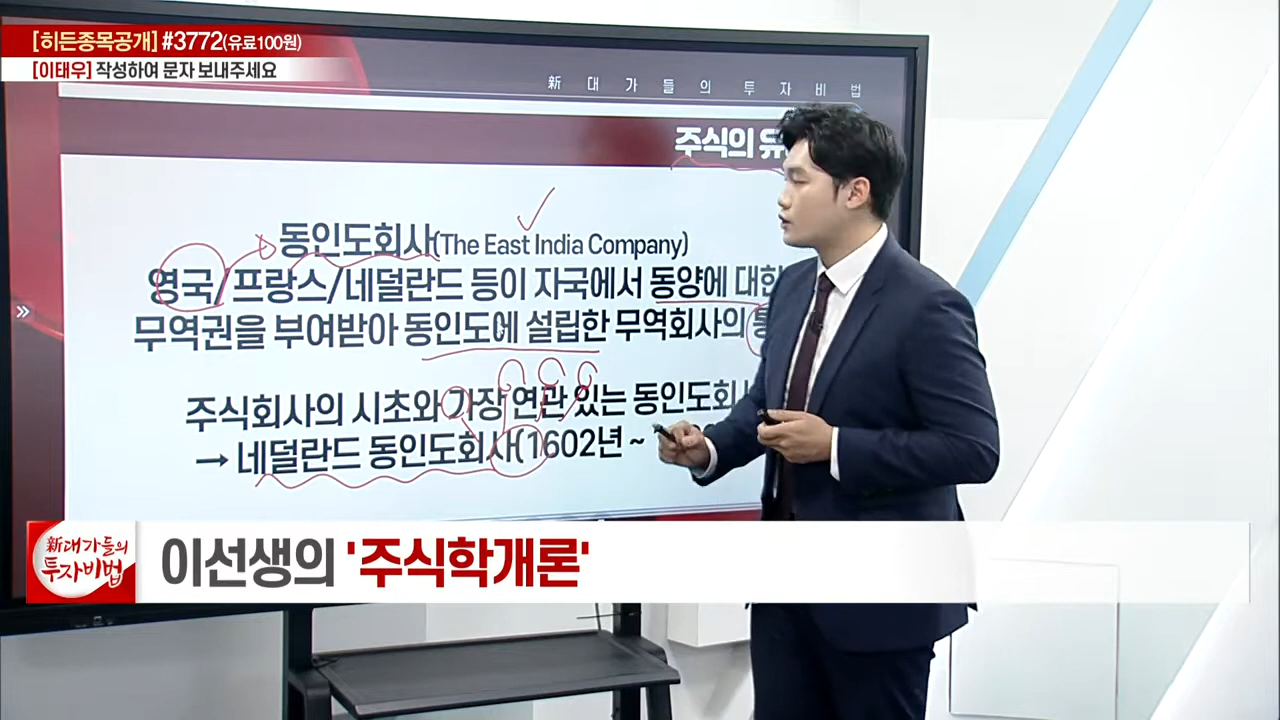 [히든종목공개] #3772(유료100원)
[이태우] 작성하여 문자 보내주세요
新 대가들의 투자비법
주식의
동인도회사(The East India Company)
영국/프랑스/네덜란드 등이 자국에서 동양에 대한
무역권을 부여받아 동인도에 설립한 무역회사의
주식회사의 시초와 가장 연관 있는 동인도회사
→ 네덜란드 동인도회사(1602년 ~
新대가들의
투자비법
이선생의 '주식학개론'